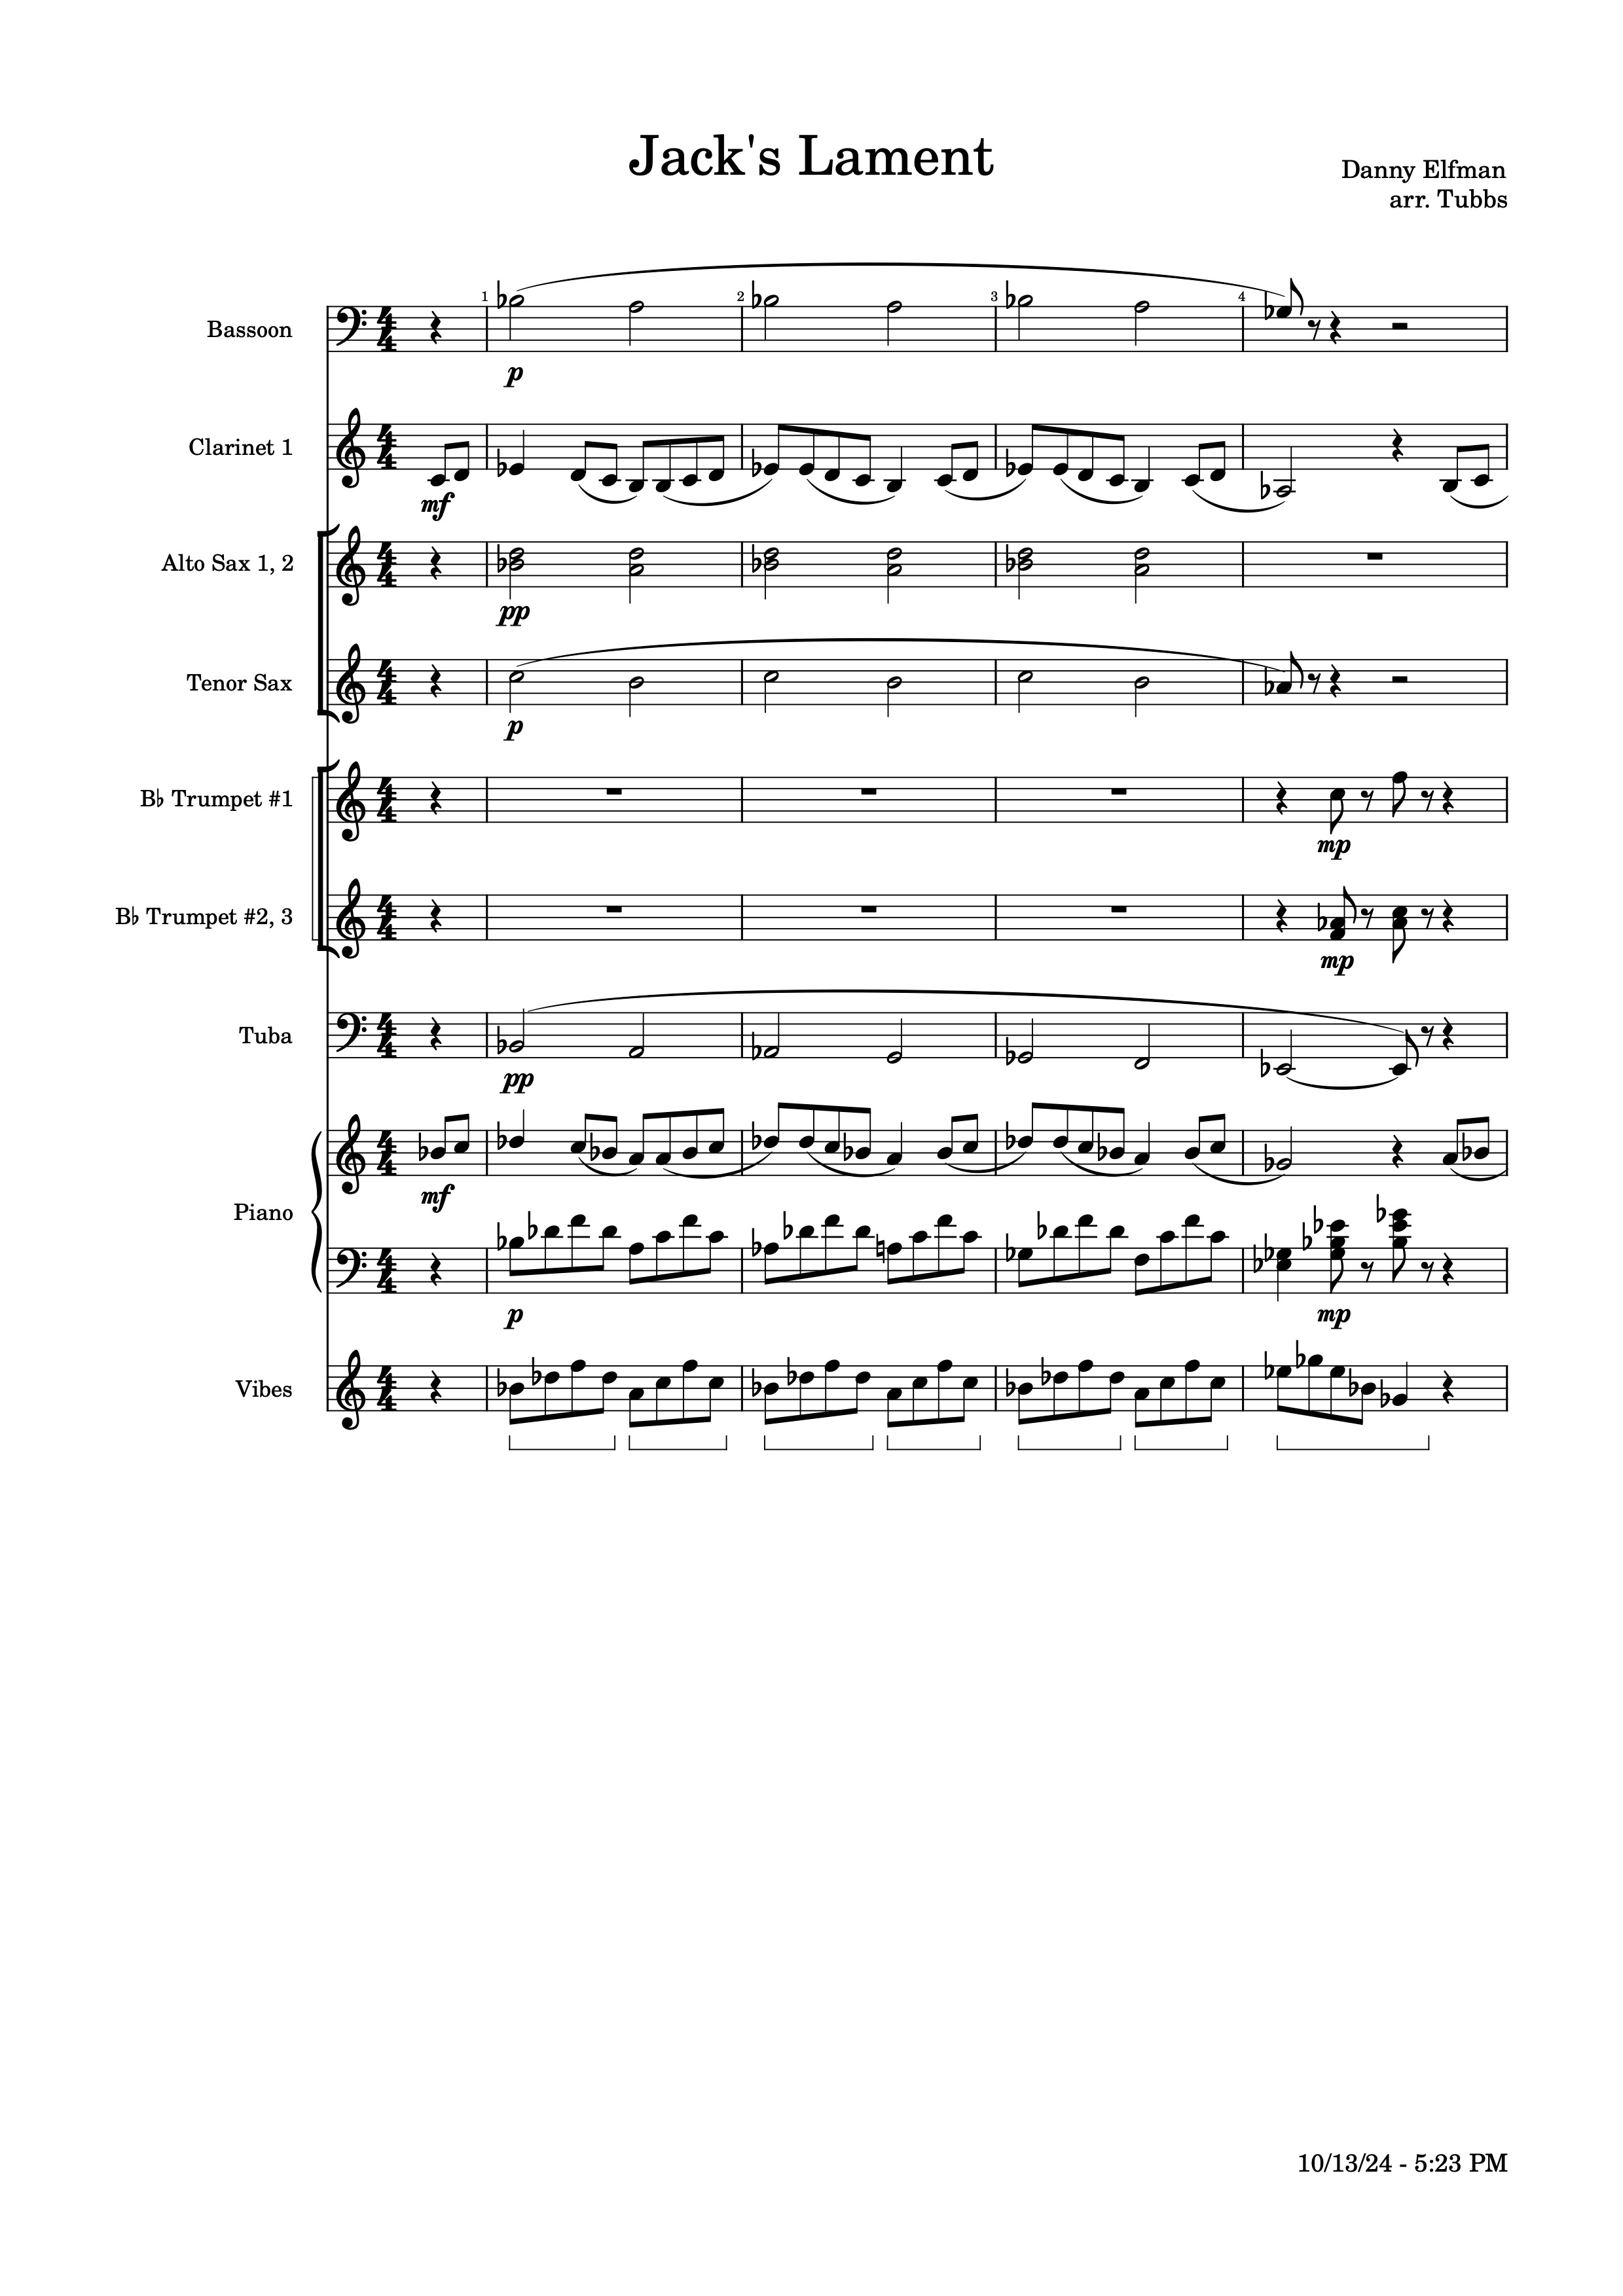 Jack's Lament
Danny Elfman
arr. Tubbs
1 2 3 4
Bassoon
p
Clarinet 1
mf
Alto Sax 1, 2
pp
Tenor Sax
p
B♭ Trumpet #1
mp
B♭ Trumpet #2, 3
mp
Tuba
pp
mf
Piano
p mp
Vibes
10/13/24 - 5:23 PM